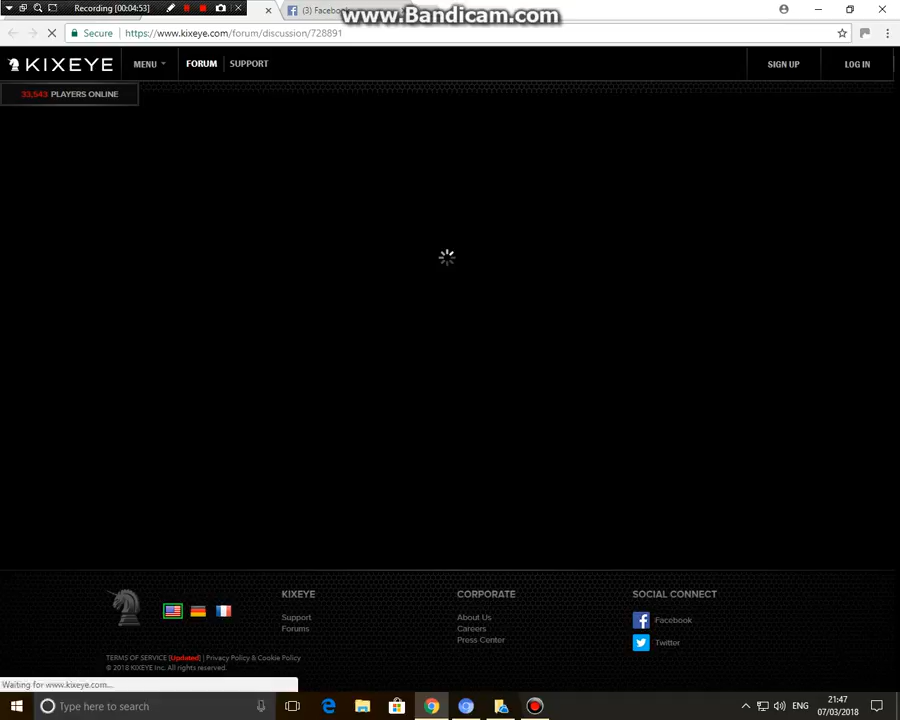 Recording [00:04:53]
(3) Facebo
www.Bandicam.com
Secure
https://www.kixeye.com/forum/discussion/728891
KIXEYE
MENU
FORUM
SUPPORT
SIGN UP
LOG IN
33,543 PLAYERS ONLINE
KIXEYE
CORPORATE
SOCIAL CONNECT
Support
About Us
Facebook
Forums
Careers
Press Center
Twitter
TERMS OF SERVICE [Updated] | Privacy Policy & Cookie Policy
© 2018 KIXEYE Inc. All rights reserved.
Waiting for www.kixeye.com...
Type here to search
ENG
21:47
07/03/2018